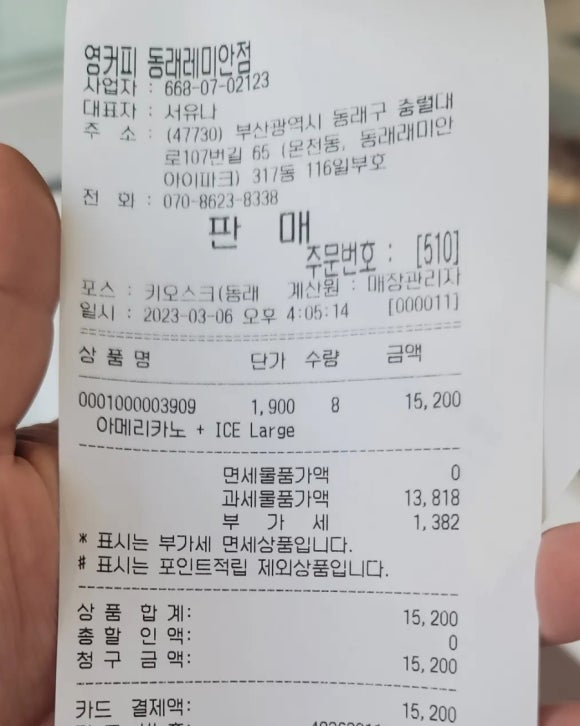 영커피 동래레미안점
사업자 : 668-07-02123
대표자 : 서유나
주 소 : (47730) 부산광역시 동래구 충렬대
로107번길 65 (온천동, 동래래미안
아이파크) 317동 116일부호
전 화 : 070-8623-8338
판 매
주문번호 : [510]
포스 : 키오스크(동래 계산원 : 매장관리자
일시 : 2023-03-06 오후 4:05:14 [000011]
상 품 명 단가 수량 금액
0001000003909 1,900 8 15,200
아메리카노 + ICE Large
면세물품가액 0
과세물품가액 13,818
부 가 세 1,382
* 표시는 부가세 면세상품입니다.
# 표시는 포인트적립 제외상품입니다.
상 품 합 계: 15,200
총 할 인 액: 0
청 구 금 액: 15,200
카드 결제액: 15,200